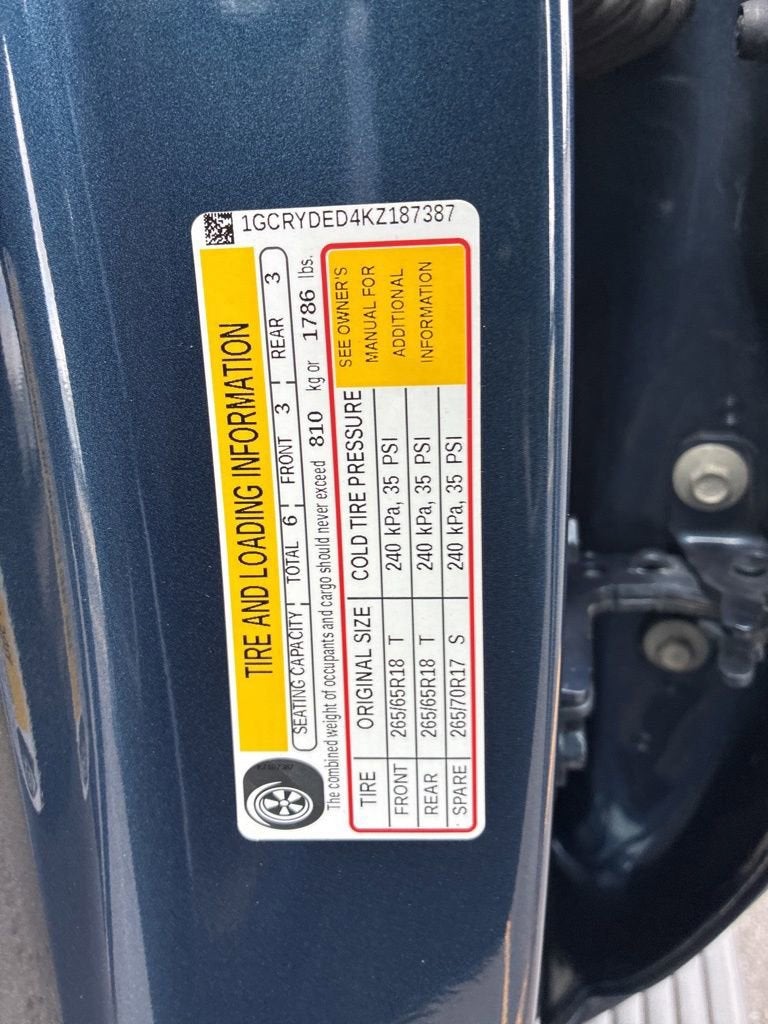 1GCRYDED4KZ187387
TIRE AND LOADING INFORMATION
SEATING CAPACITY TOTAL 6 FRONT 3 REAR 3
The combined weight of occupants and cargo should never exceed 810 kg or 1786 lbs.
TIRE ORIGINAL SIZE COLD TIRE PRESSURE
FRONT 265/65R18 T 240 kPa, 35 PSI
REAR 265/65R18 T 240 kPa, 35 PSI
SPARE 265/70R17 S 240 kPa, 35 PSI
SEE OWNER'S
MANUAL FOR
ADDITIONAL
INFORMATION